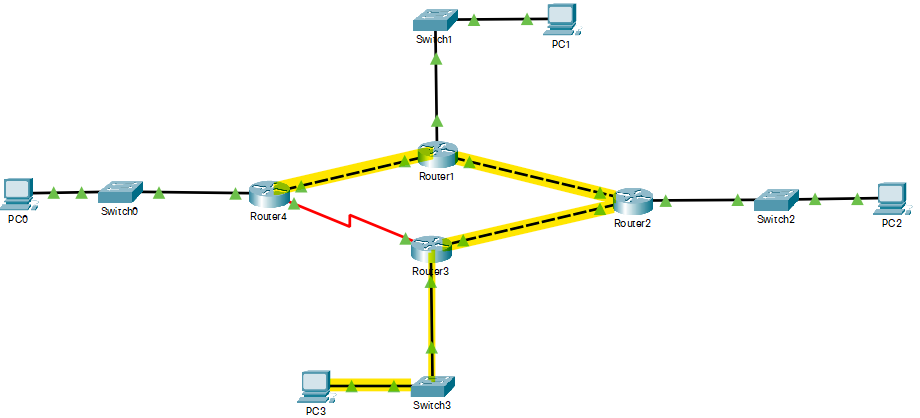 Switch1
PC1
Router1
PC0
Switch0
Router4
Router2
Switch2
PC2
Router3
PC3
Switch3